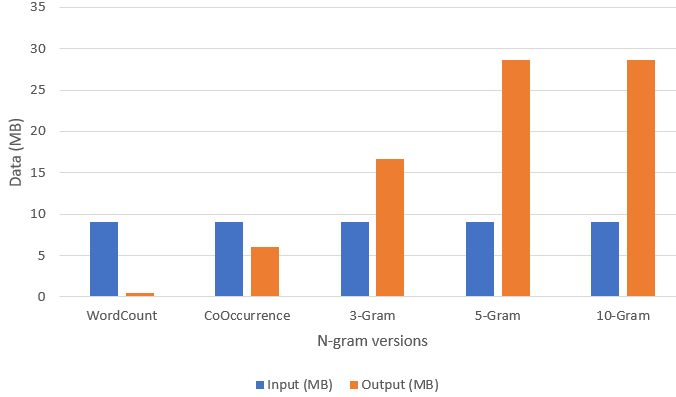 35
30
25
20
15
10
5
0
Data (MB)
WordCount CoOccurrence 3-Gram 5-Gram 10-Gram
N-gram versions
Input (MB) Output (MB)